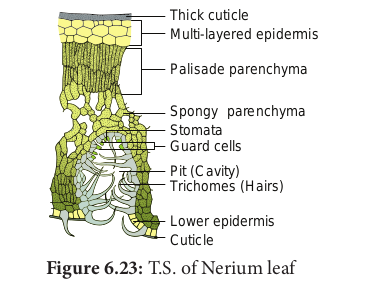 Thick cuticle
Multi-layered epidermis
Palisade parenchyma
Spongy parenchyma
Stomata
Guard cells
Pit (Cavity)
Trichomes (Hairs)
Lower epidermis
Cuticle
Figure 6.23: T.S. of Nerium leaf